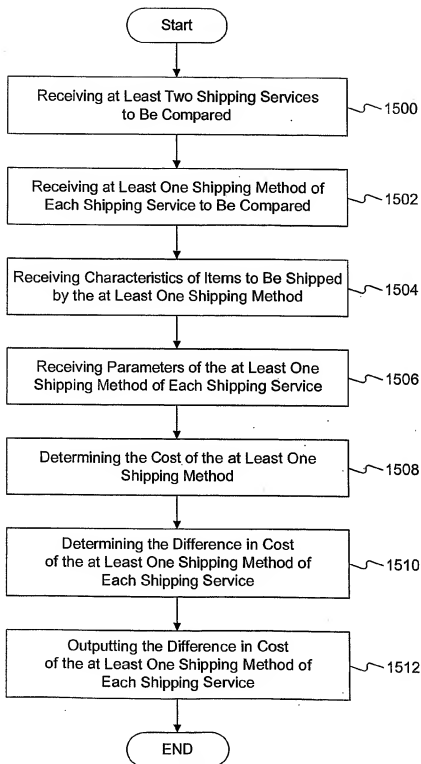 Start
Receiving at Least Two Shipping Services
to Be Compared
1500
Receiving at Least One Shipping Method of
Each Shipping Service to Be Compared
1502
Receiving Characteristics of Items to Be Shipped
by the at Least One Shipping Method
1504
Receiving Parameters of the at Least One
Shipping Method of Each Shipping Service
1506
Determining the Cost of the at Least One
Shipping Method
1508
Determining the Difference in Cost
of the at Least One Shipping Method of
Each Shipping Service
1510
Outputting the Difference in Cost
of the at Least One Shipping Method of
Each Shipping Service
1512
END